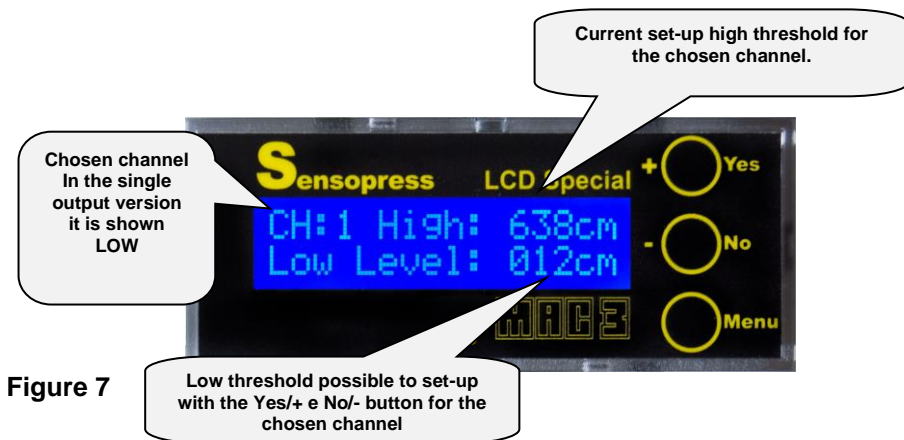 Current set-up high threshold for
the chosen channel.
Chosen channel
In the single
output version
it is shown
LOW
Sensopress LCD Special
+ Yes
CH:1 High: 638cm
- No
Low Level: 012cm
MAC3
Menu
Figure 7
Low threshold possible to set-up
with the Yes/+ e No/- button for the
chosen channel